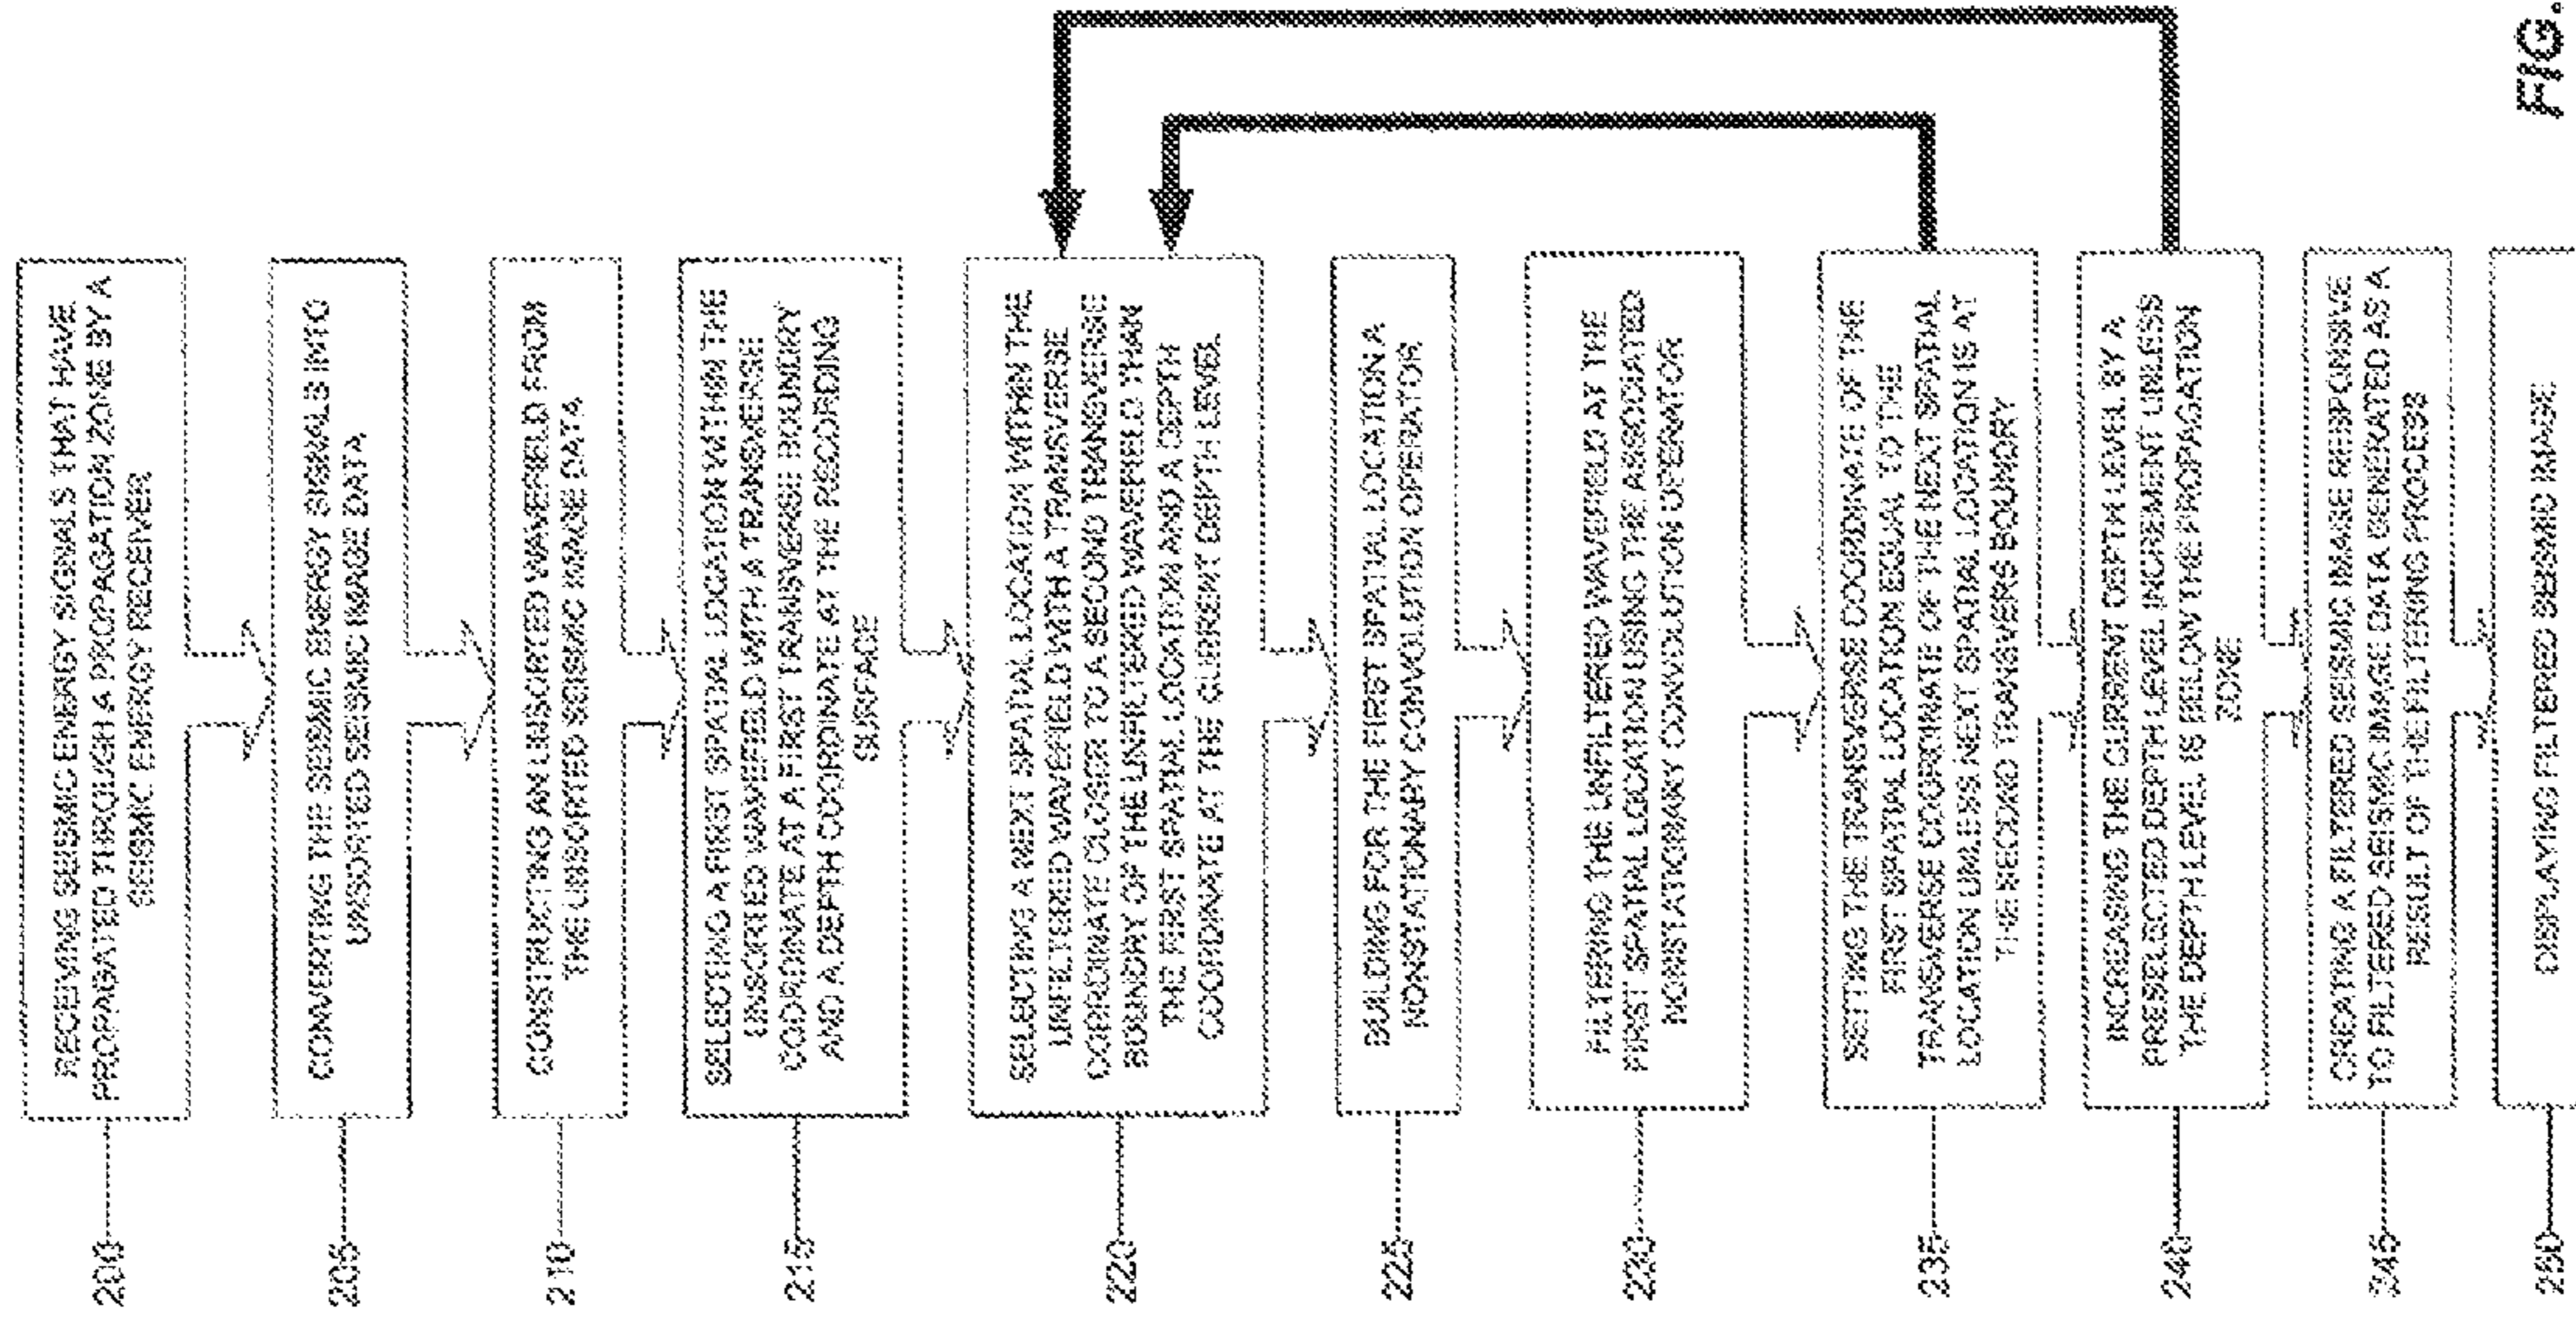 200
RECEIVING SEISMIC ENERGY SIGNALS THAT HAVE
PROPAGATED THROUGH A PROPAGATION ZONE BY A
SEISMIC ENERGY RECEIVER
205
CONVERTING THE SEISMIC ENERGY SIGNALS INTO
UNSORTED SEISMIC IMAGE DATA
210
CONSTRUCTING AN UNSORTED WAVEFIELD FROM
THE UNSORTED SEISMIC IMAGE DATA
215
SELECTING A FIRST SPATIAL LOCATION WITHIN THE
UNSORTED WAVEFIELD WITH A TRANSVERSE
COORDINATE AT A FIRST TRANSVERSE BOUNDRY
AND A DEPTH COORDINATE AT THE RECORDING
SURFACE
220
SELECTING A NEXT SPATIAL LOCATION WITHIN THE
UNFILTERED WAVEFIELD WITH A TRANSVERSE
COORDINATE CLOSER TO A SECOND TRANSVERSE
BOUNDRY OF THE UNFILTERED WAVEFIELD THAN
THE FIRST SPATIAL LOCATION AND A DEPTH
COORDINATE AT THE CURRENT DEPTH LEVEL
225
BUILDING FOR THE FIRST SPATIAL LOCATION A
NONSTATIONARY CONVOLUTION OPERATOR
230
FILTERING THE UNFILTERED WAVEFIELD AT THE
FIRST SPATIAL LOCATION USING THE ASSOCIATED
NONSTATIONARY CONVOLUTION OPERATOR
235
SETTING THE TRANSVERSE COORDINATE OF THE
FIRST SPATIAL LOCATION EQUAL TO THE
TRANSVERSE COORDINATE OF THE NEXT SPATIAL
LOCATION UNLESS NEXT SPATIAL LOCATION IS AT
THE SECOND TRANSVERS BOUNDRY
240
INCREASING THE CURRENT DEPTH LEVEL BY A
PRESELECTED DEPTH LEVEL INCREMENT UNLESS
THE DEPTH LEVEL IS BELOW THE PROPAGATION
ZONE
245
CREATING A FILTERED SEISMIC IMAGE RESPONSIVE
TO FILTERED SEISMIC IMAGE DATA GENERATED AS A
RESULT OF THE FILTERING PROCESS
250
DISPLAYING FILTERED SEISMIC IMAGE
FIG.